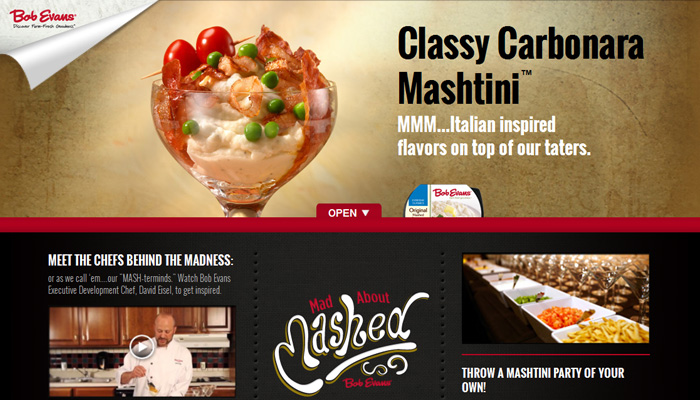 Bob Evans
Discover Farm-Fresh Goodness
Classy Carbonara
Mashtini™
MMM...Italian inspired
flavors on top of our taters.
Bob Evans
Original
OPEN ▼
MEET THE CHEFS BEHIND THE MADNESS:
or as we call 'em....our "MASH-terminds." Watch Bob Evans
Executive Development Chef, David Eisel, to get inspired.
Mad About
Mashed
Bob Evans
THROW A MASHTINI PARTY OF YOUR
OWN!